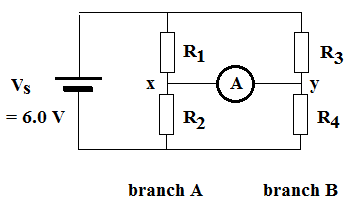 R1
R3
Vs
x
A
y
= 6.0 V
R2
R4
branch A
branch B